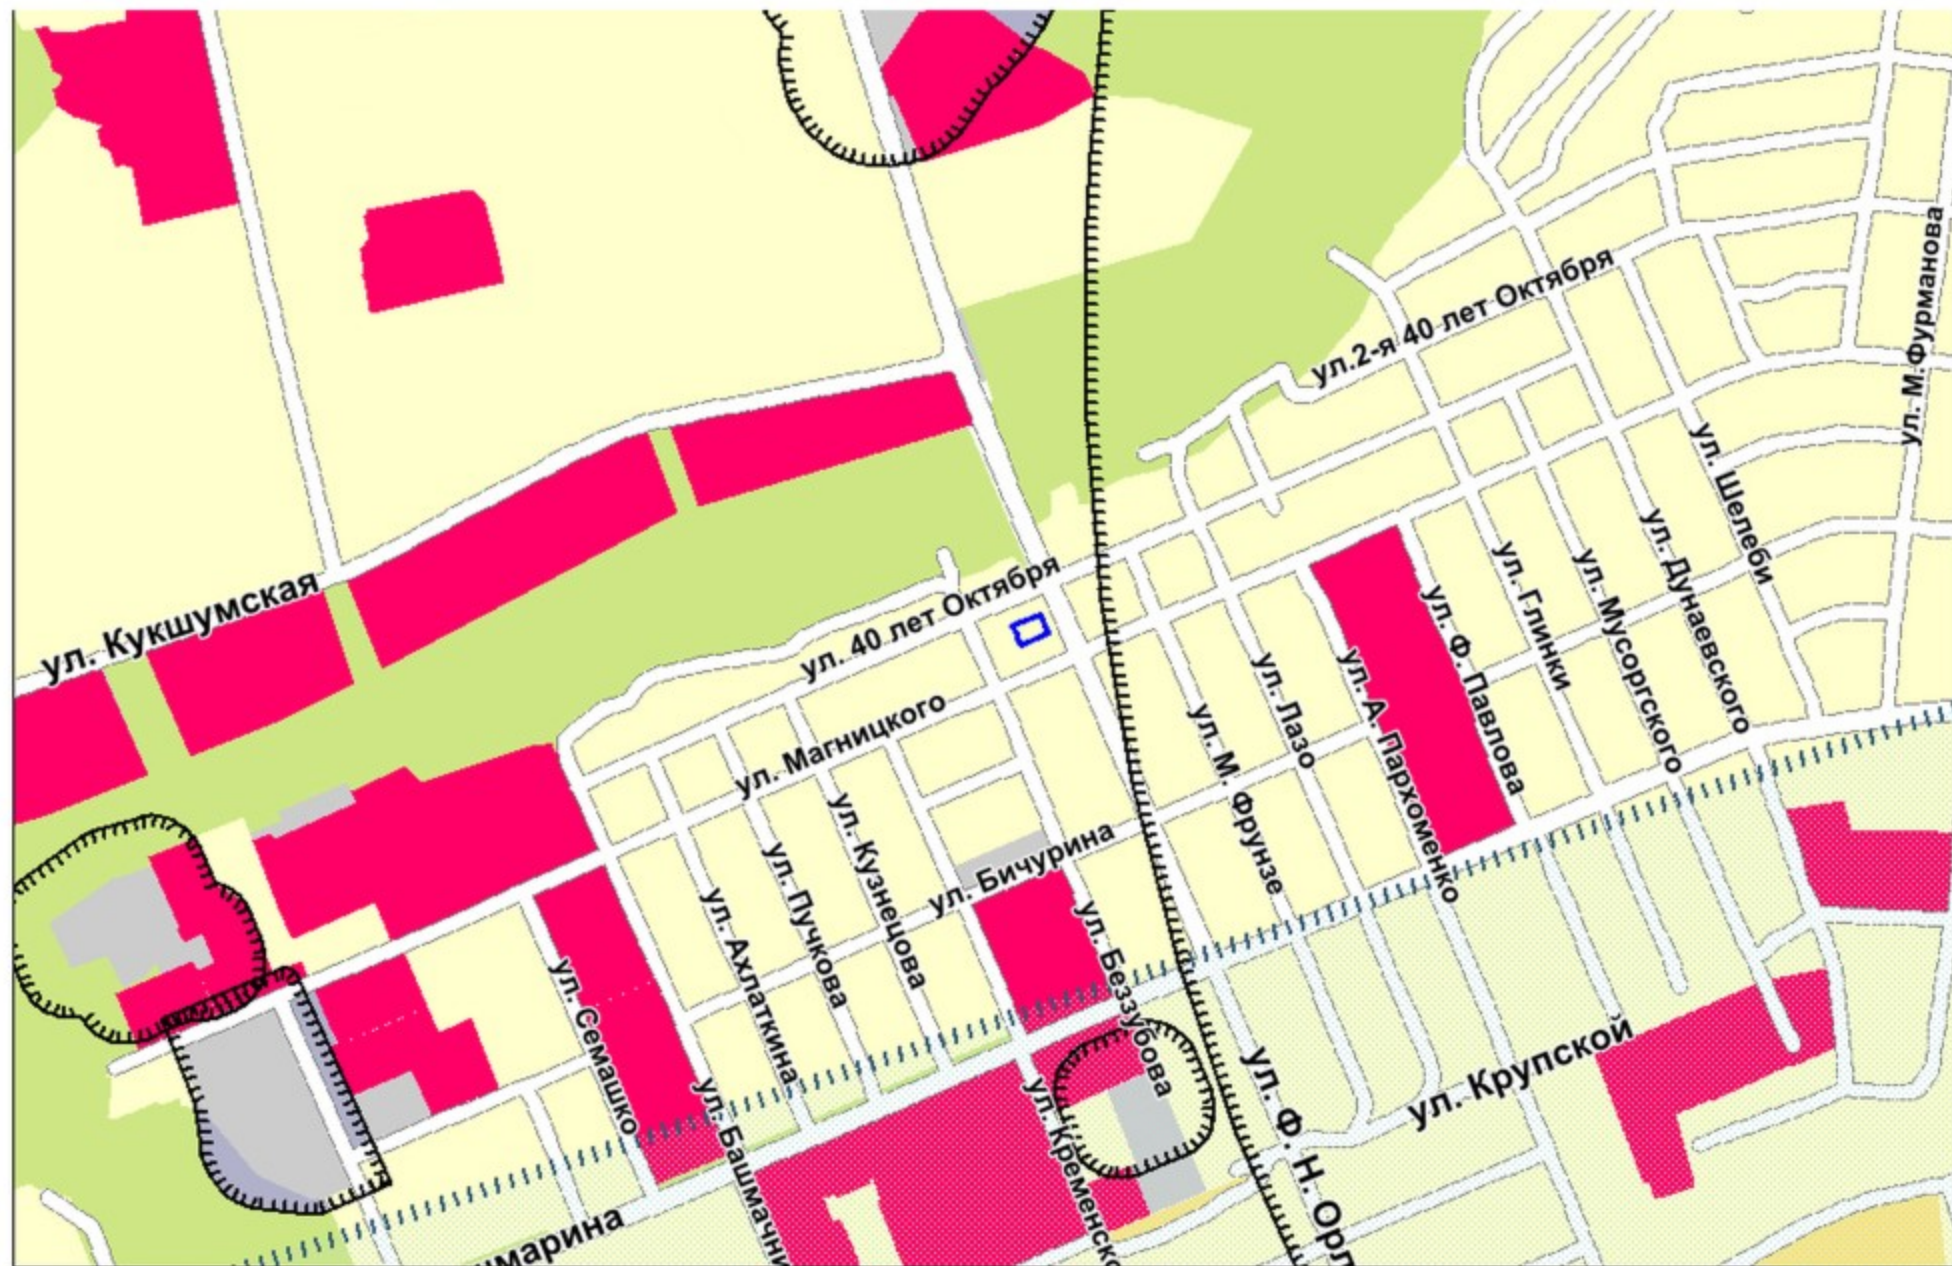 ул. М.Фурманова
ул.2-я 40 лет Октября
ул. Шелеби
ул. Дунаевского
ул. Мусоргского
ул. Глинки
ул. Ф. Павлова
ул. Кукшумская
ул. 40 лет Октября
ул. А. Пархоменко
ул. Лазо
ул. М. Фрунзе
ул. Магницкого
ул. Кузнецова
ул. Бичурина
ул. Пучкова
ул. Ахлаткина
ул. Беззубова
ул. Семашко
ул. Крупской
ул. Ф. Н. Орл
ул. Башмачни
ул. Кременско
имарина